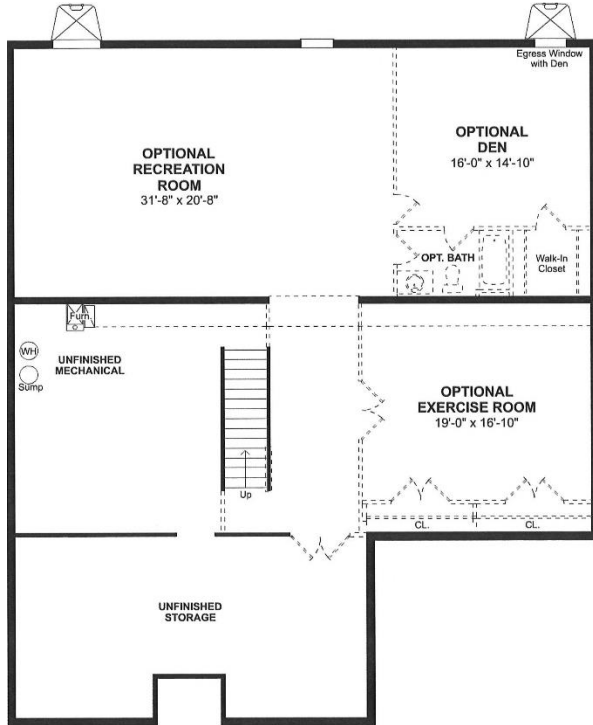 Egress Window
with Den
OPTIONAL
RECREATION
ROOM
31'-8" x 20'-8"
OPTIONAL
DEN
16'-0" x 14'-10"
OPT. BATH
Walk-In
Closet
Furn.
WH
Sump
UNFINISHED
MECHANICAL
Up
OPTIONAL
EXERCISE ROOM
19'-0" x 16'-10"
CL.
CL.
UNFINISHED
STORAGE